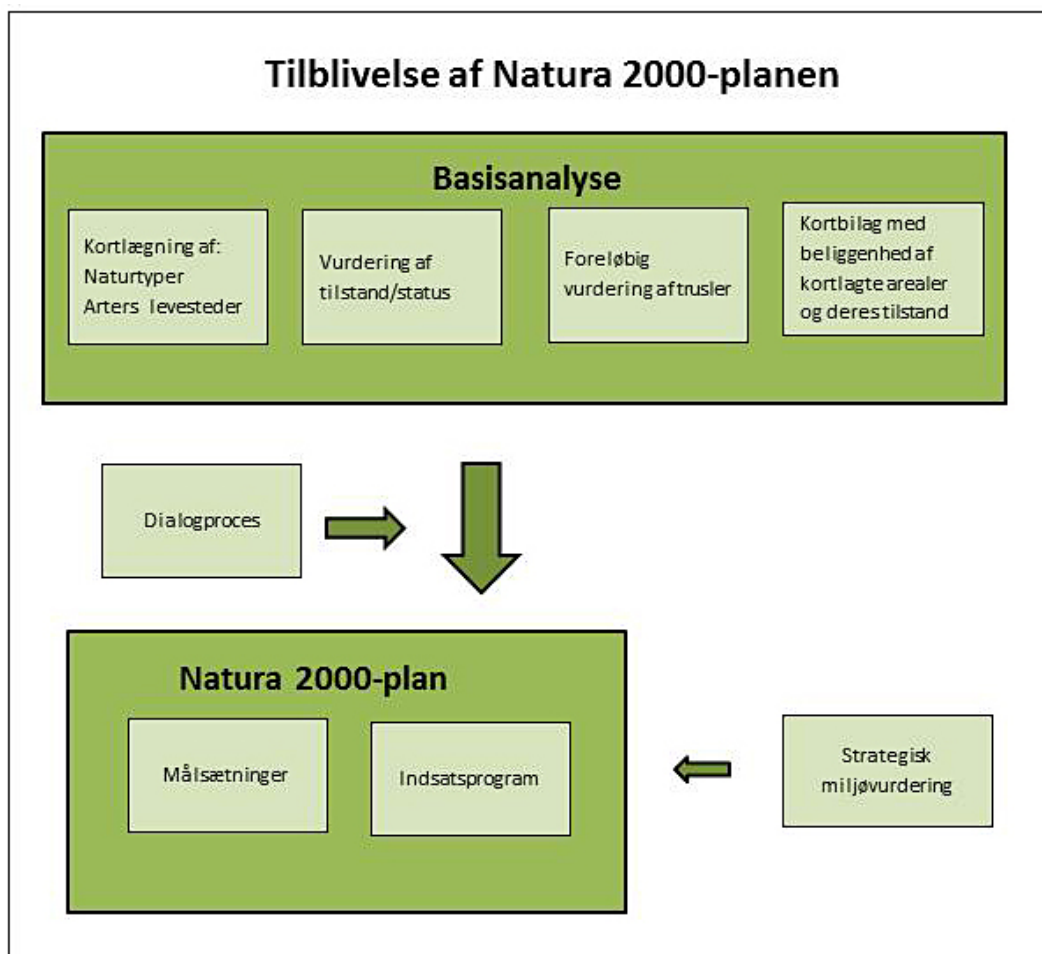 Tilblivelse af Natura 2000-planen
Basisanalyse
Kortlægning af:
Naturtyper
Arters levesteder
Vurdering af
tilstand/status
Foreløbig
vurdering af trusler
Kortbilag med
beliggenhed af
kortlagte arealer
og deres tilstand
Dialogproces
Natura 2000-plan
Målsætninger
Indsatsprogram
Strategisk
miljøvurdering